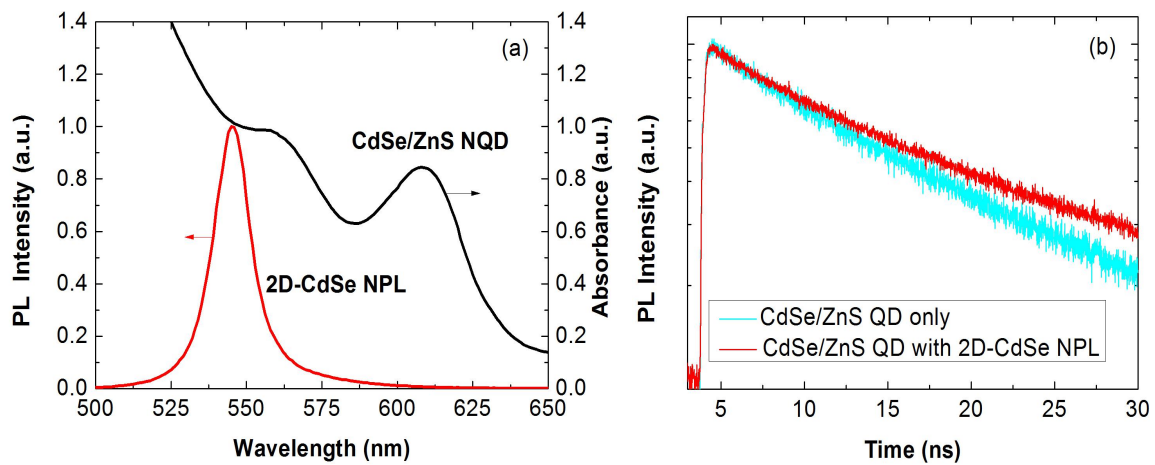 (a)
PL Intensity (a.u.)
1.4
1.2
1.0
0.8
0.6
0.4
0.2
0.0
CdSe/ZnS NQD
2D-CdSe NPL
1.4
1.2
1.0
0.8
0.6
0.4
0.2
0.0
Absorbance (a.u.)
500 525 550 575 600 625 650
Wavelength (nm)
(b)
PL Intensity (a.u.)
CdSe/ZnS QD only
CdSe/ZnS QD with 2D-CdSe NPL
5 10 15 20 25 30
Time (ns)